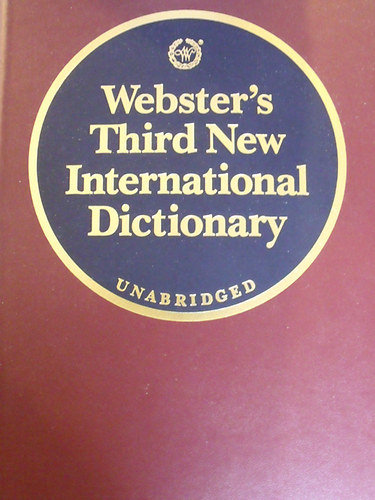 Webster's
Third New
International
Dictionary
UNABRIDGED